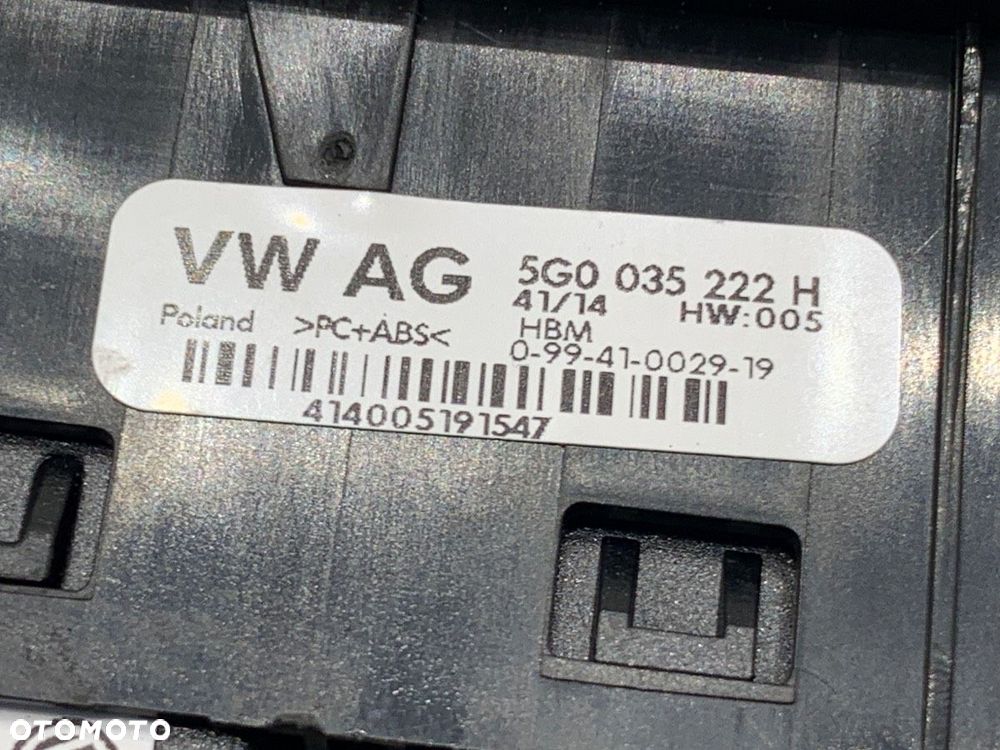 VW AG
5G0 035 222 H
41/14 HW:005
Poland >PC+ABS< HBM
0-99-41-0029-19
414005191547
OTOMOTO